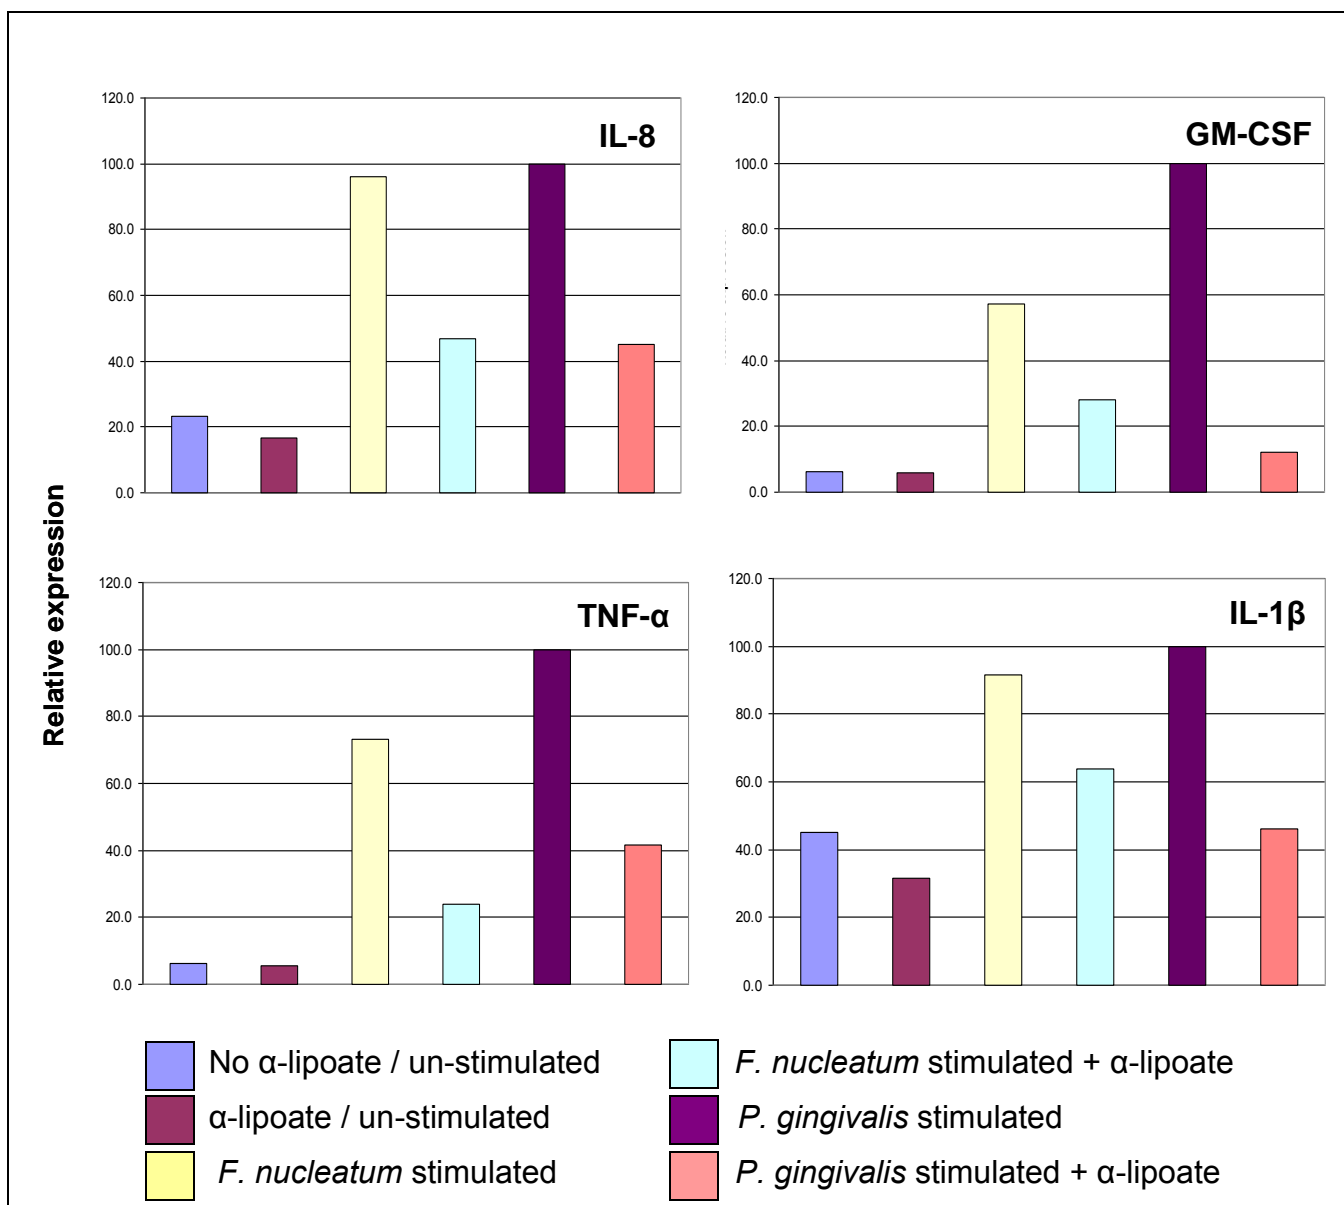 120.0
100.0
80.0
60.0
40.0
20.0
0.0
IL-8
120.0
100.0
80.0
60.0
40.0
20.0
0.0
GM-CSF
Relative expression
120.0
100.0
80.0
60.0
40.0
20.0
0.0
TNF-α
120.0
100.0
80.0
60.0
40.0
20.0
0.0
IL-1β
No α-lipoate / un-stimulated
α-lipoate / un-stimulated
F. nucleatum stimulated
F. nucleatum stimulated + α-lipoate
P. gingivalis stimulated
P. gingivalis stimulated + α-lipoate